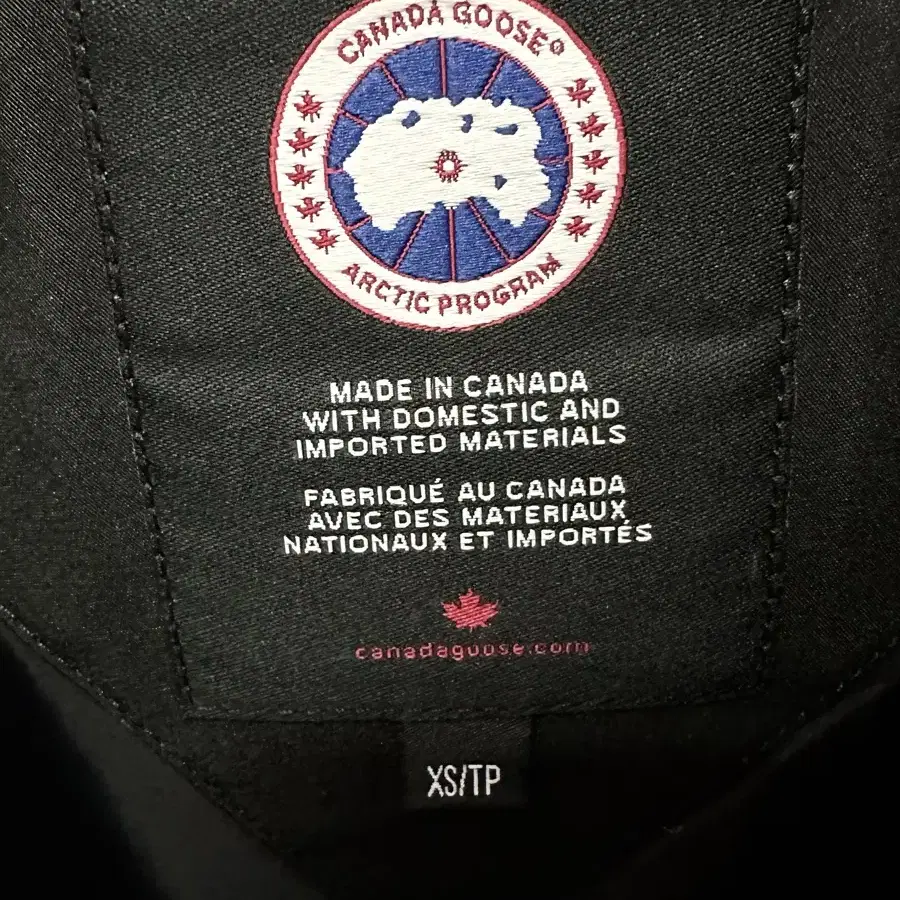 CANADA GOOSE®
ARCTIC PROGRAM
MADE IN CANADA
WITH DOMESTIC AND
IMPORTED MATERIALS
FABRIQUÉ AU CANADA
AVEC DES MATERIAUX
NATIONAUX ET IMPORTÉS
canadagoose.com
XS/TP